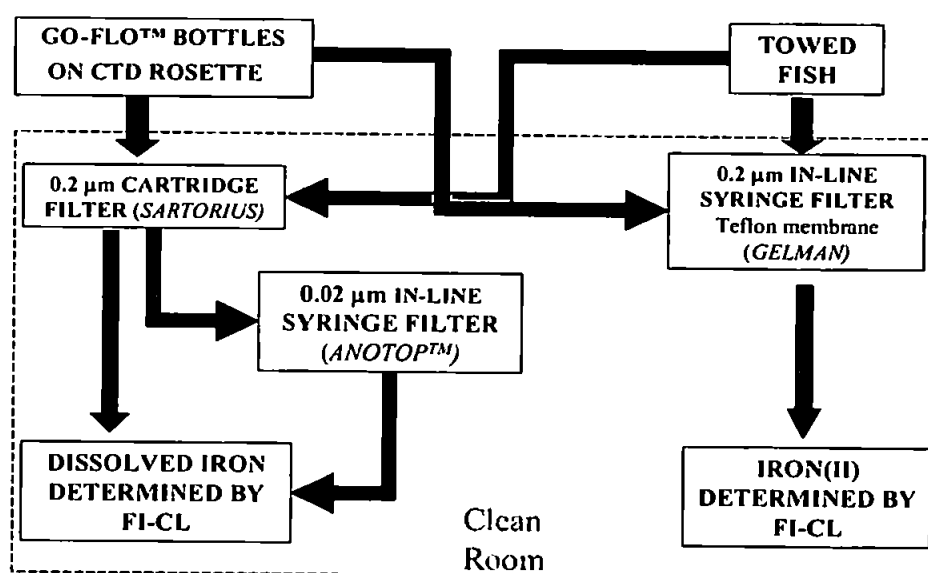 GO-FLO™ BOTTLES
ON CTD ROSETTE
TOWED
FISH
0.2 µm CARTRIDGE
FILTER (SARTORIUS)
0.2 µm IN-LINE
SYRINGE FILTER
Teflon membrane
(GELMAN)
0.02 µm IN-LINE
SYRINGE FILTER
(ANOTOP™)
DISSOLVED IRON
DETERMINED BY
FI-CL
IRON(II)
DETERMINED BY
FI-CL
Clean
Room